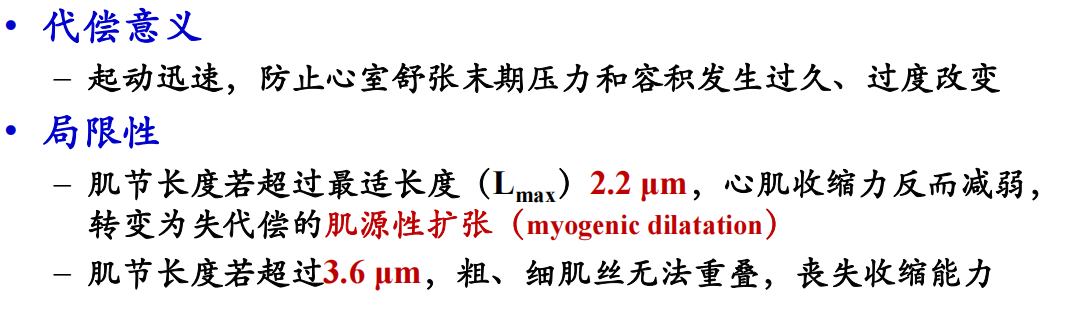 • 代偿意义
– 起动迅速，防止心室舒张末期压力和容积发生过久、过度改变
• 局限性
– 肌节长度若超过最适长度（Lmax）2.2 μm，心肌收缩力反而减弱，
转变为失代偿的肌源性扩张（myogenic dilatation）
– 肌节长度若超过3.6 μm，粗、细肌丝无法重叠，丧失收缩能力